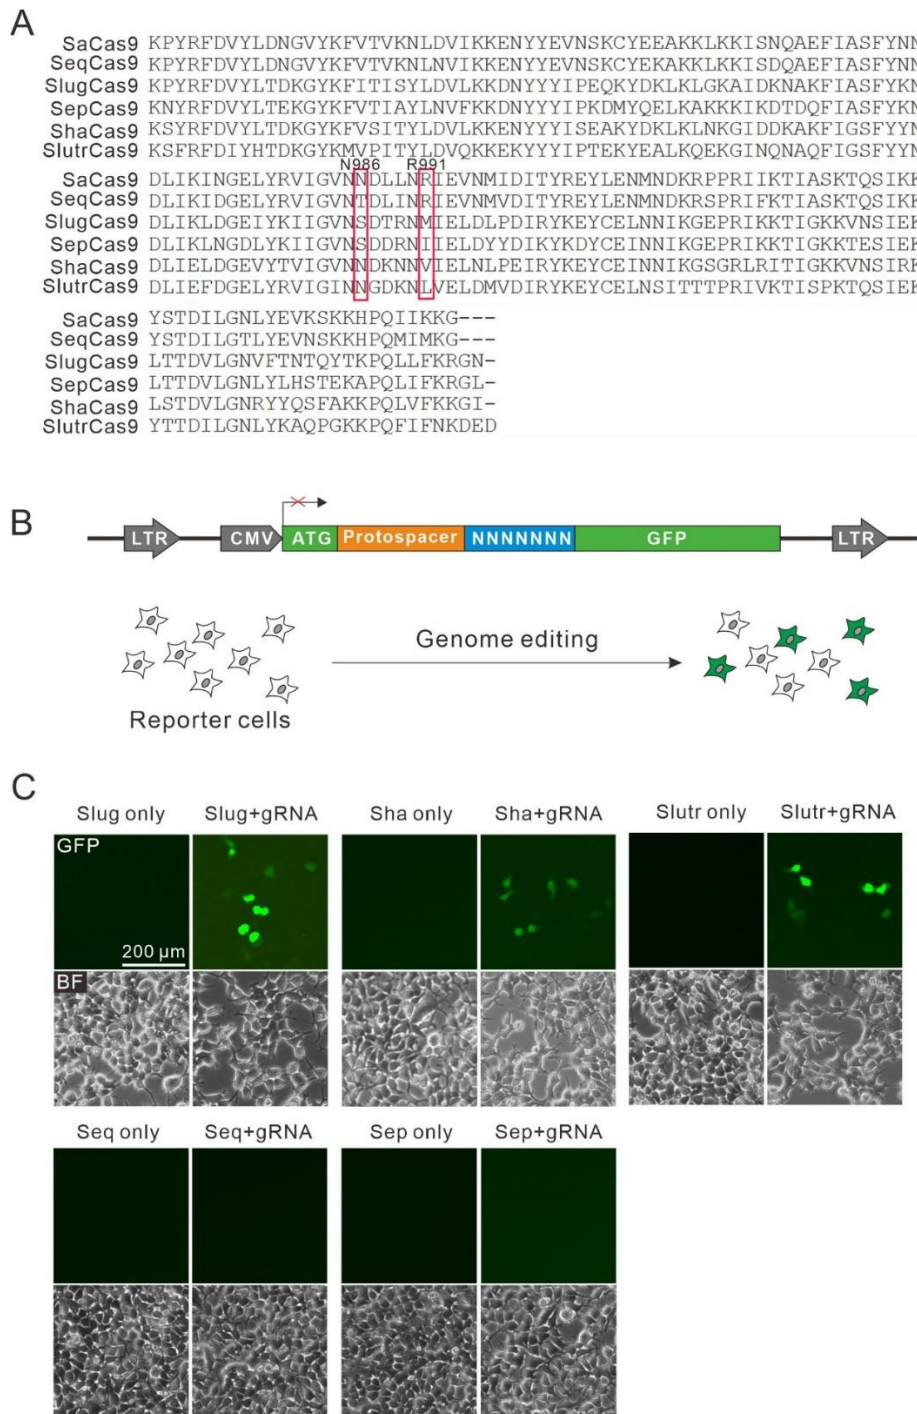 A
SaCas9 KPYRFDVYLDNGVYKFVTVKNLDVIKKENYYEVNSKCYEEAKKLKKISNQAEFIASFYNN
SeqCas9 KPYRFDVYLDNGVYKFVTVKNLNVIKKENYYEVNSKCYEKAKKLKKISDQAEFIASFYNN
SlugCas9 KPYRFDVYLTDKGYKFITISYLDVLKKDNYYYIPEQKYDKLKLGKAIDKNAKFIASFYKN
SepCas9 KNYRFDVYLTEKGYKFVTIAYLNVFKKDNYYYIPKDMYQELKAKKKIKDTDQFIASFYKN
ShaCas9 KSYRFDVYLTDKGYKFVSITYLDVLKKENYYYISEAKYDKLKLNKGIDDKAFIGSFYYN
SlutrCas9 KSFRFDIYHTDKGYKMVPITYLDVQKKEKYYYIPTEKYEALKQEKGINQNAQFIGSFYYN
N986 R991
SaCas9 DLIKINGELYRVIGVNNDLLNRIEVNMIDITYREYLENMNDKRPPRIIKTIASKTQSIKK
SeqCas9 DLIKIDGELYRVIGVNTDLINRIEVNMVDITYREYLENMNDKRSPRIFKTIASKTQSIKK
SlugCas9 DLIKLDGEIYKIIGVNSDTRNMIELDLPDIRYKEYCELNNIKGEPRIKKTIGKKVNSIEK
SepCas9 DLIKLNGDLYKIIGVNSDDRNIIELDYYDIKYKDYCEINNIKGEPRIKKTIGKKTESIEK
ShaCas9 DLIELDGEVYTVIGVNNDKNNVIELNLPEIRYKEYCEINNIKGSGRLRITIGKKVNSIRK
SlutrCas9 DLIEFDGELYRVIGINNGDKNLVELDMVDIRYKEYCELNSITTTPRIVKTISPKTQSIEK
SaCas9 YSTDILGNLYEVKSKKHPQIIKKG---
SeqCas9 YSTDILGTLYEVNSKKHPQMIMKG---
SlugCas9 LTTDVLGNVFTNTQYTKPQLLFKRGN-
SepCas9 LTTDVLGNLYLHSTEKAPQLIFKRGL-
ShaCas9 LSTDVLGNRYYQSFAKKPQLVFKKGI-
SlutrCas9 YTTDILGNLYKAQPGKKPQFIFNKDED
B
LTR CMV ATG Protospacer NNNNNNN GFP LTR
Genome editing
Reporter cells
C
Slug only Slug+gRNA Sha only Sha+gRNA Slutr only Slutr+gRNA
GFP
200 μm
BF
Seq only Seq+gRNA Sep only Sep+gRNA